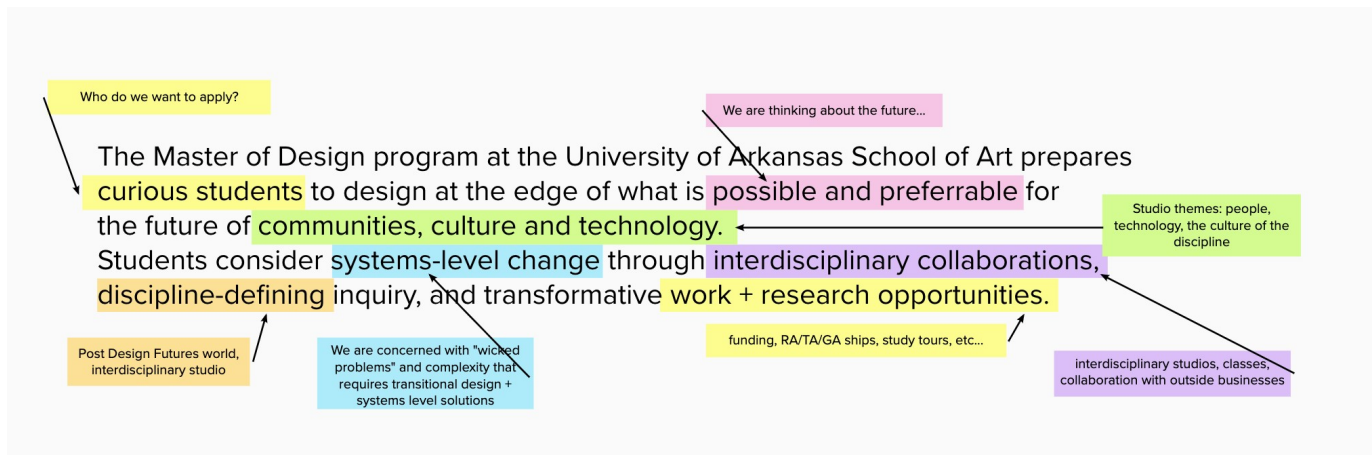 Who do we want to apply?
We are thinking about the future...
The Master of Design program at the University of Arkansas School of Art prepares
curious students to design at the edge of what is possible and preferrable for
the future of communities, culture and technology.
Students consider systems-level change through interdisciplinary collaborations,
discipline-defining inquiry, and transformative work + research opportunities.
Studio themes: people,
technology, the culture of the
discipline
Post Design Futures world,
interdisciplinary studio
We are concerned with "wicked
problems" and complexity that
requires transitional design +
systems level solutions
funding, RA/TA/GA ships, study tours, etc...
interdisciplinary studios, classes,
collaboration with outside businesses